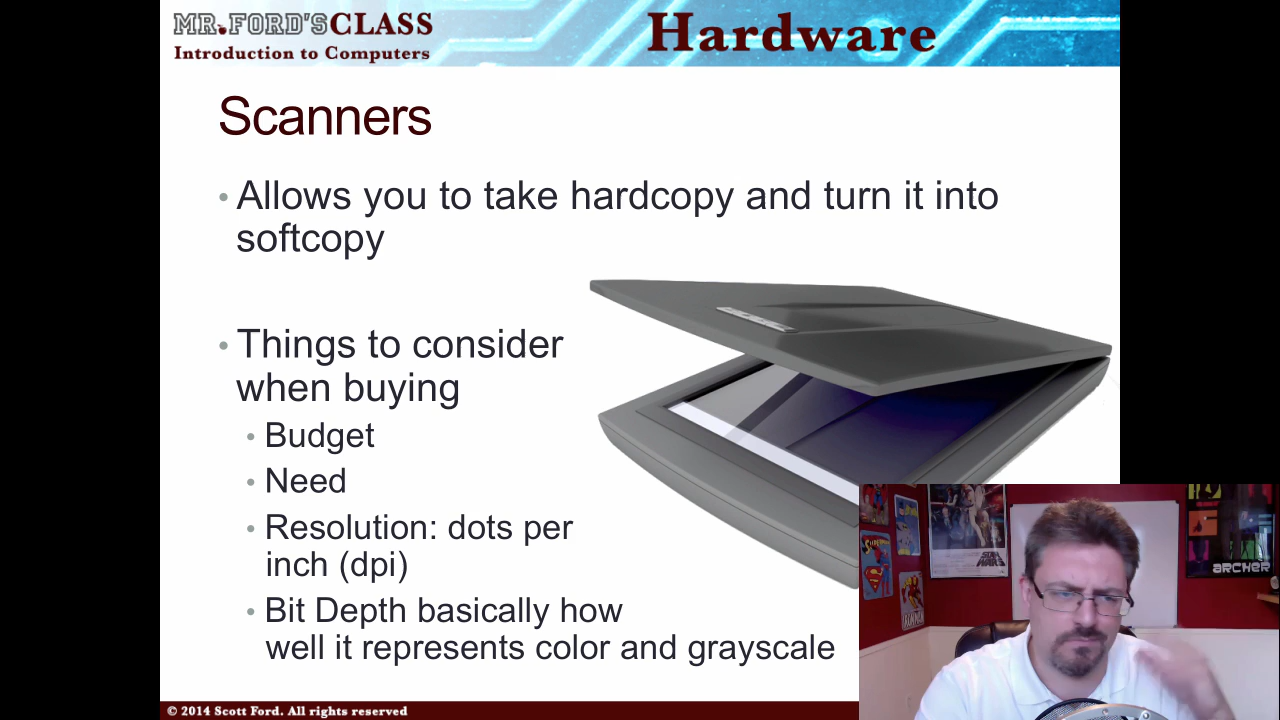 MR.FORD'SCLASS
Introduction to Computers
Hardware
Scanners
• Allows you to take hardcopy and turn it into
softcopy
• Things to consider
when buying
• Budget
• Need
• Resolution: dots per
inch (dpi)
• Bit Depth basically how
well it represents color and grayscale
STAR
WARS
ARCHER
© 2014 Scott Ford. All rights reserved